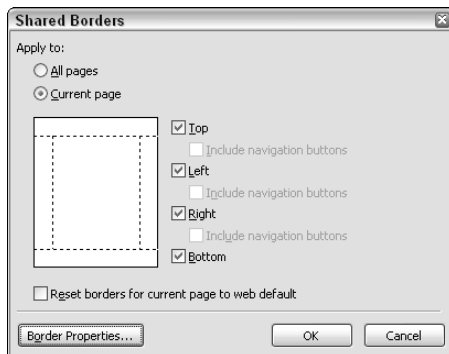 Shared Borders
Apply to:
All pages
Current page
Top
Include navigation buttons
Left
Include navigation buttons
Right
Include navigation buttons
Bottom
Reset borders for current page to web default
Border Properties...
OK
Cancel